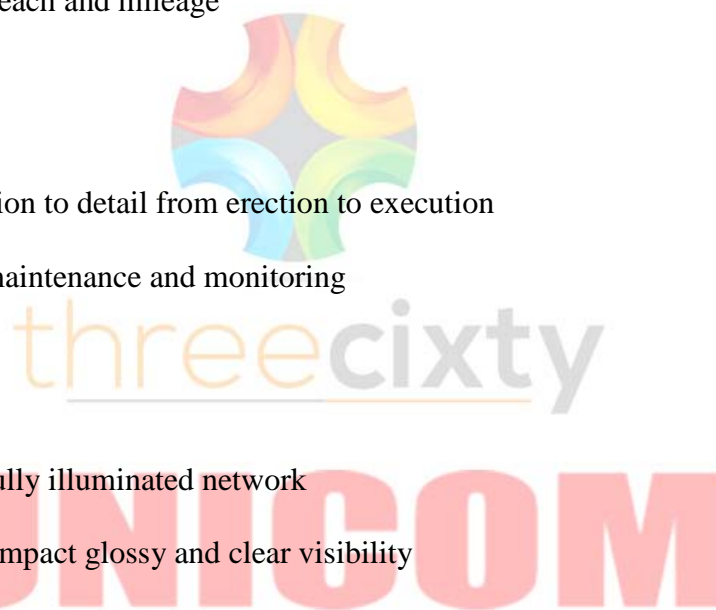 each and mileage
ion to detail from erection to execution
naintenance and monitoring
threecixty
ully illuminated network
mpact glossy and clear visibility
UNICOM